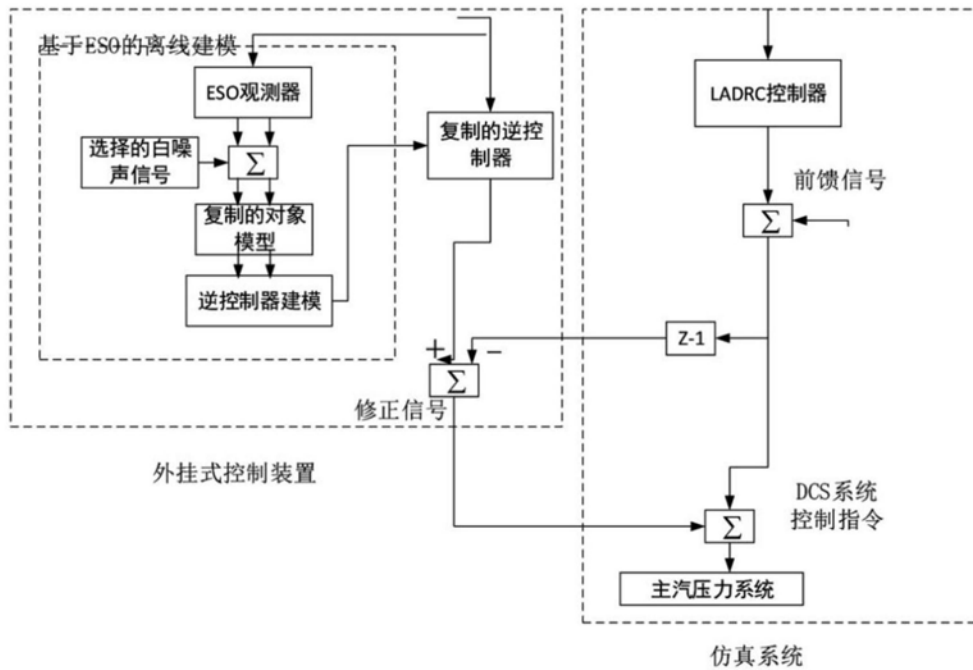 基于ESO的离线建模
ESO观测器
选择的白噪
声信号
Σ
复制的对象
模型
逆控制器建模
复制的逆控
制器
+
−
Σ
修正信号
外挂式控制装置
LADRC控制器
前馈信号
Σ
Z-1
DCS系统
控制指令
Σ
主汽压力系统
仿真系统